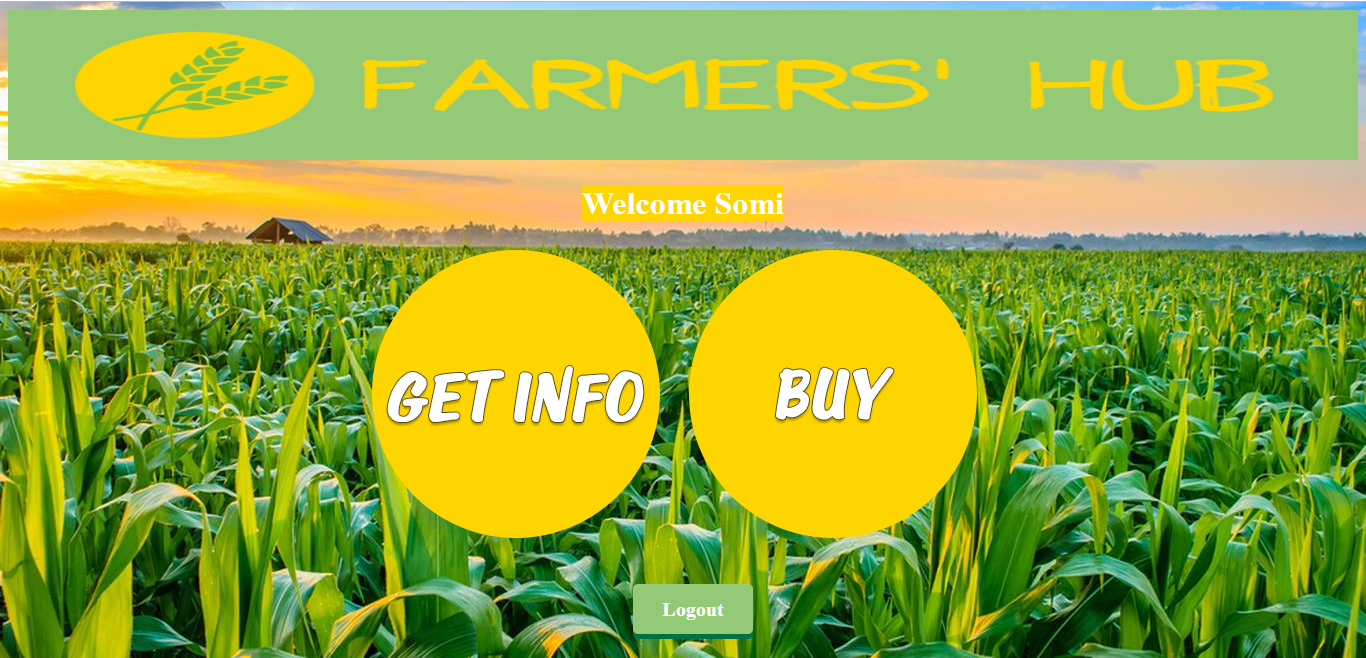 FARMERS' HUB
Welcome Somi
GET INFO
BUY
Logout